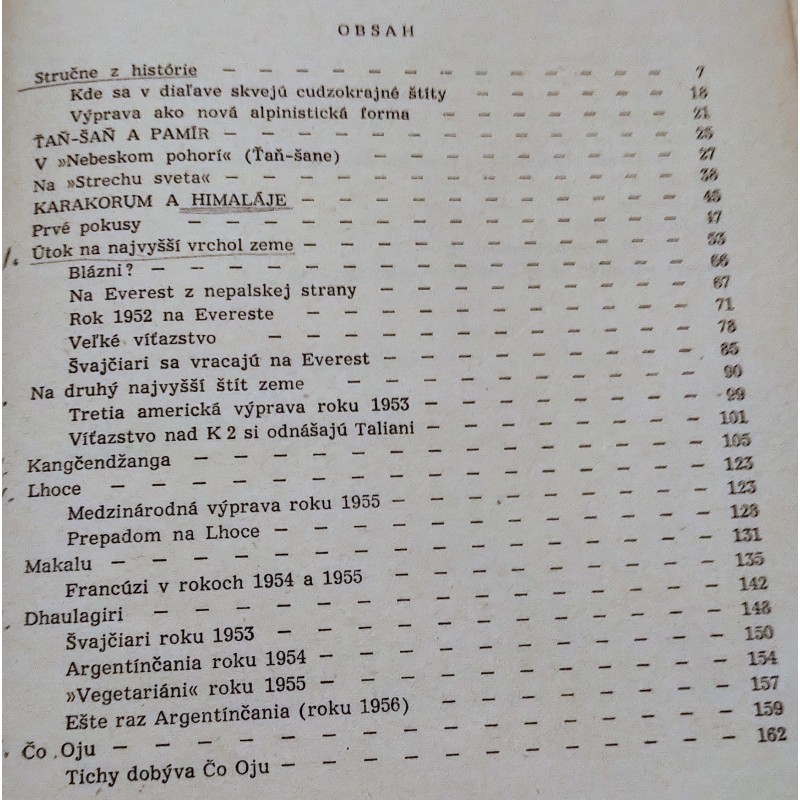 OBSAH
Stručne z histórie — — — — — — — — — — — 7
Kde sa v diaľave skvejú cudzokrajné štíty — — — — — 18
Výprava ako nová alpinistická forma — — — — — — 21
ŤAŇ-ŠAŇ A PAMÍR — — — — — — — — — — — 25
V »Nebeskom pohorí« (Ťaň-šane) — — — — — — — 27
Na »Strechu sveta« — — — — — — — — — — — 38
KARAKORUM A HIMALÁJE — — — — — — — — — 45
Prvé pokusy — — — — — — — — — — — — 47
Útok na najvyšší vrchol zeme — — — — — — — — — 53
Blázni? — — — — — — — — — — — — — 66
Na Everest z nepalskej strany — — — — — — — — 67
Rok 1952 na Evereste — — — — — — — — — — 71
Veľké víťazstvo — — — — — — — — — — — 78
Švajčiari sa vracajú na Everest — — — — — — — — 85
Na druhý najvyšší štít zeme — — — — — — — — — 90
Tretia americká výprava roku 1953 — — — — — — — 99
Víťazstvo nad K 2 si odnášajú Taliani — — — — — — — 101
Kangčendžanga — — — — — — — — — — — — — 105
Lhoce — — — — — — — — — — — — — — — 123
Medzinárodná výprava roku 1955 — — — — — — — — 123
Prepadom na Lhoce — — — — — — — — — — — 128
Makalu — — — — — — — — — — — — — — — 131
Francúzi v rokoch 1954 a 1955 — — — — — — — — 135
Dhaulagiri — — — — — — — — — — — — — — 142
Švajčiari roku 1953 — — — — — — — — — — — 148
Argentínčania roku 1954 — — — — — — — — — — 150
»Vegetariáni« roku 1955 — — — — — — — — — — 154
Ešte raz Argentínčania (roku 1956) — — — — — — — 157
Čo Oju — — — — — — — — — — — — — — — 159
Tichy dobýva Čo Oju — — — — — — — — — — — 162